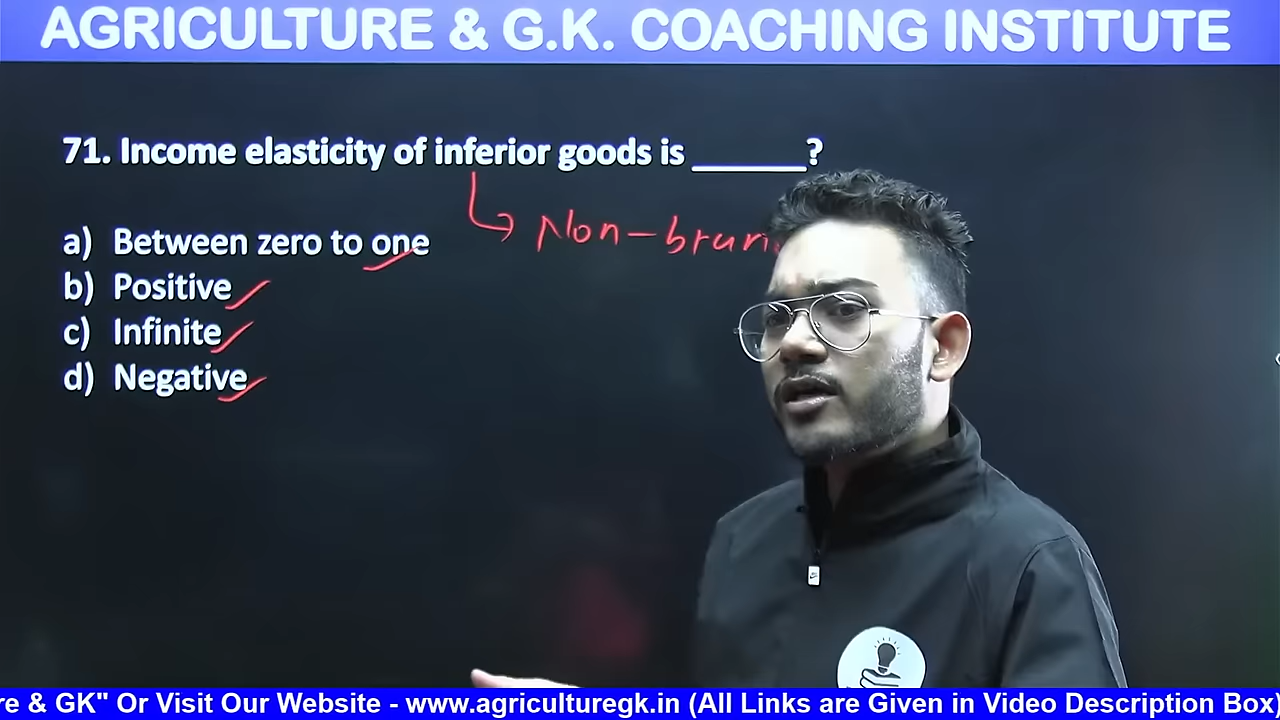 AGRICULTURE & G.K. COACHING INSTITUTE
71. Income elasticity of inferior goods is ______?
Non-
a) Between zero to one
b) Positive
c) Infinite
d) Negative
re & GK" Or Visit Our Website - www.agriculturegk.in (All Links are Given in Video Description Box)